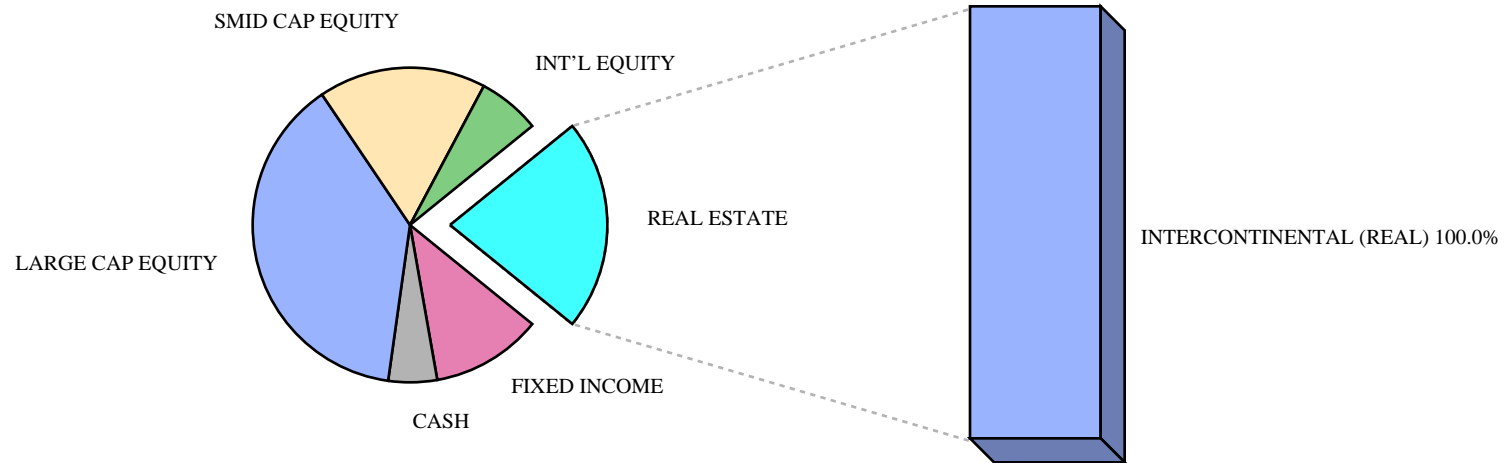 SMID CAP EQUITY
INT'L EQUITY
REAL ESTATE
INTERCONTINENTAL (REAL) 100.0%
LARGE CAP EQUITY
FIXED INCOME
CASH